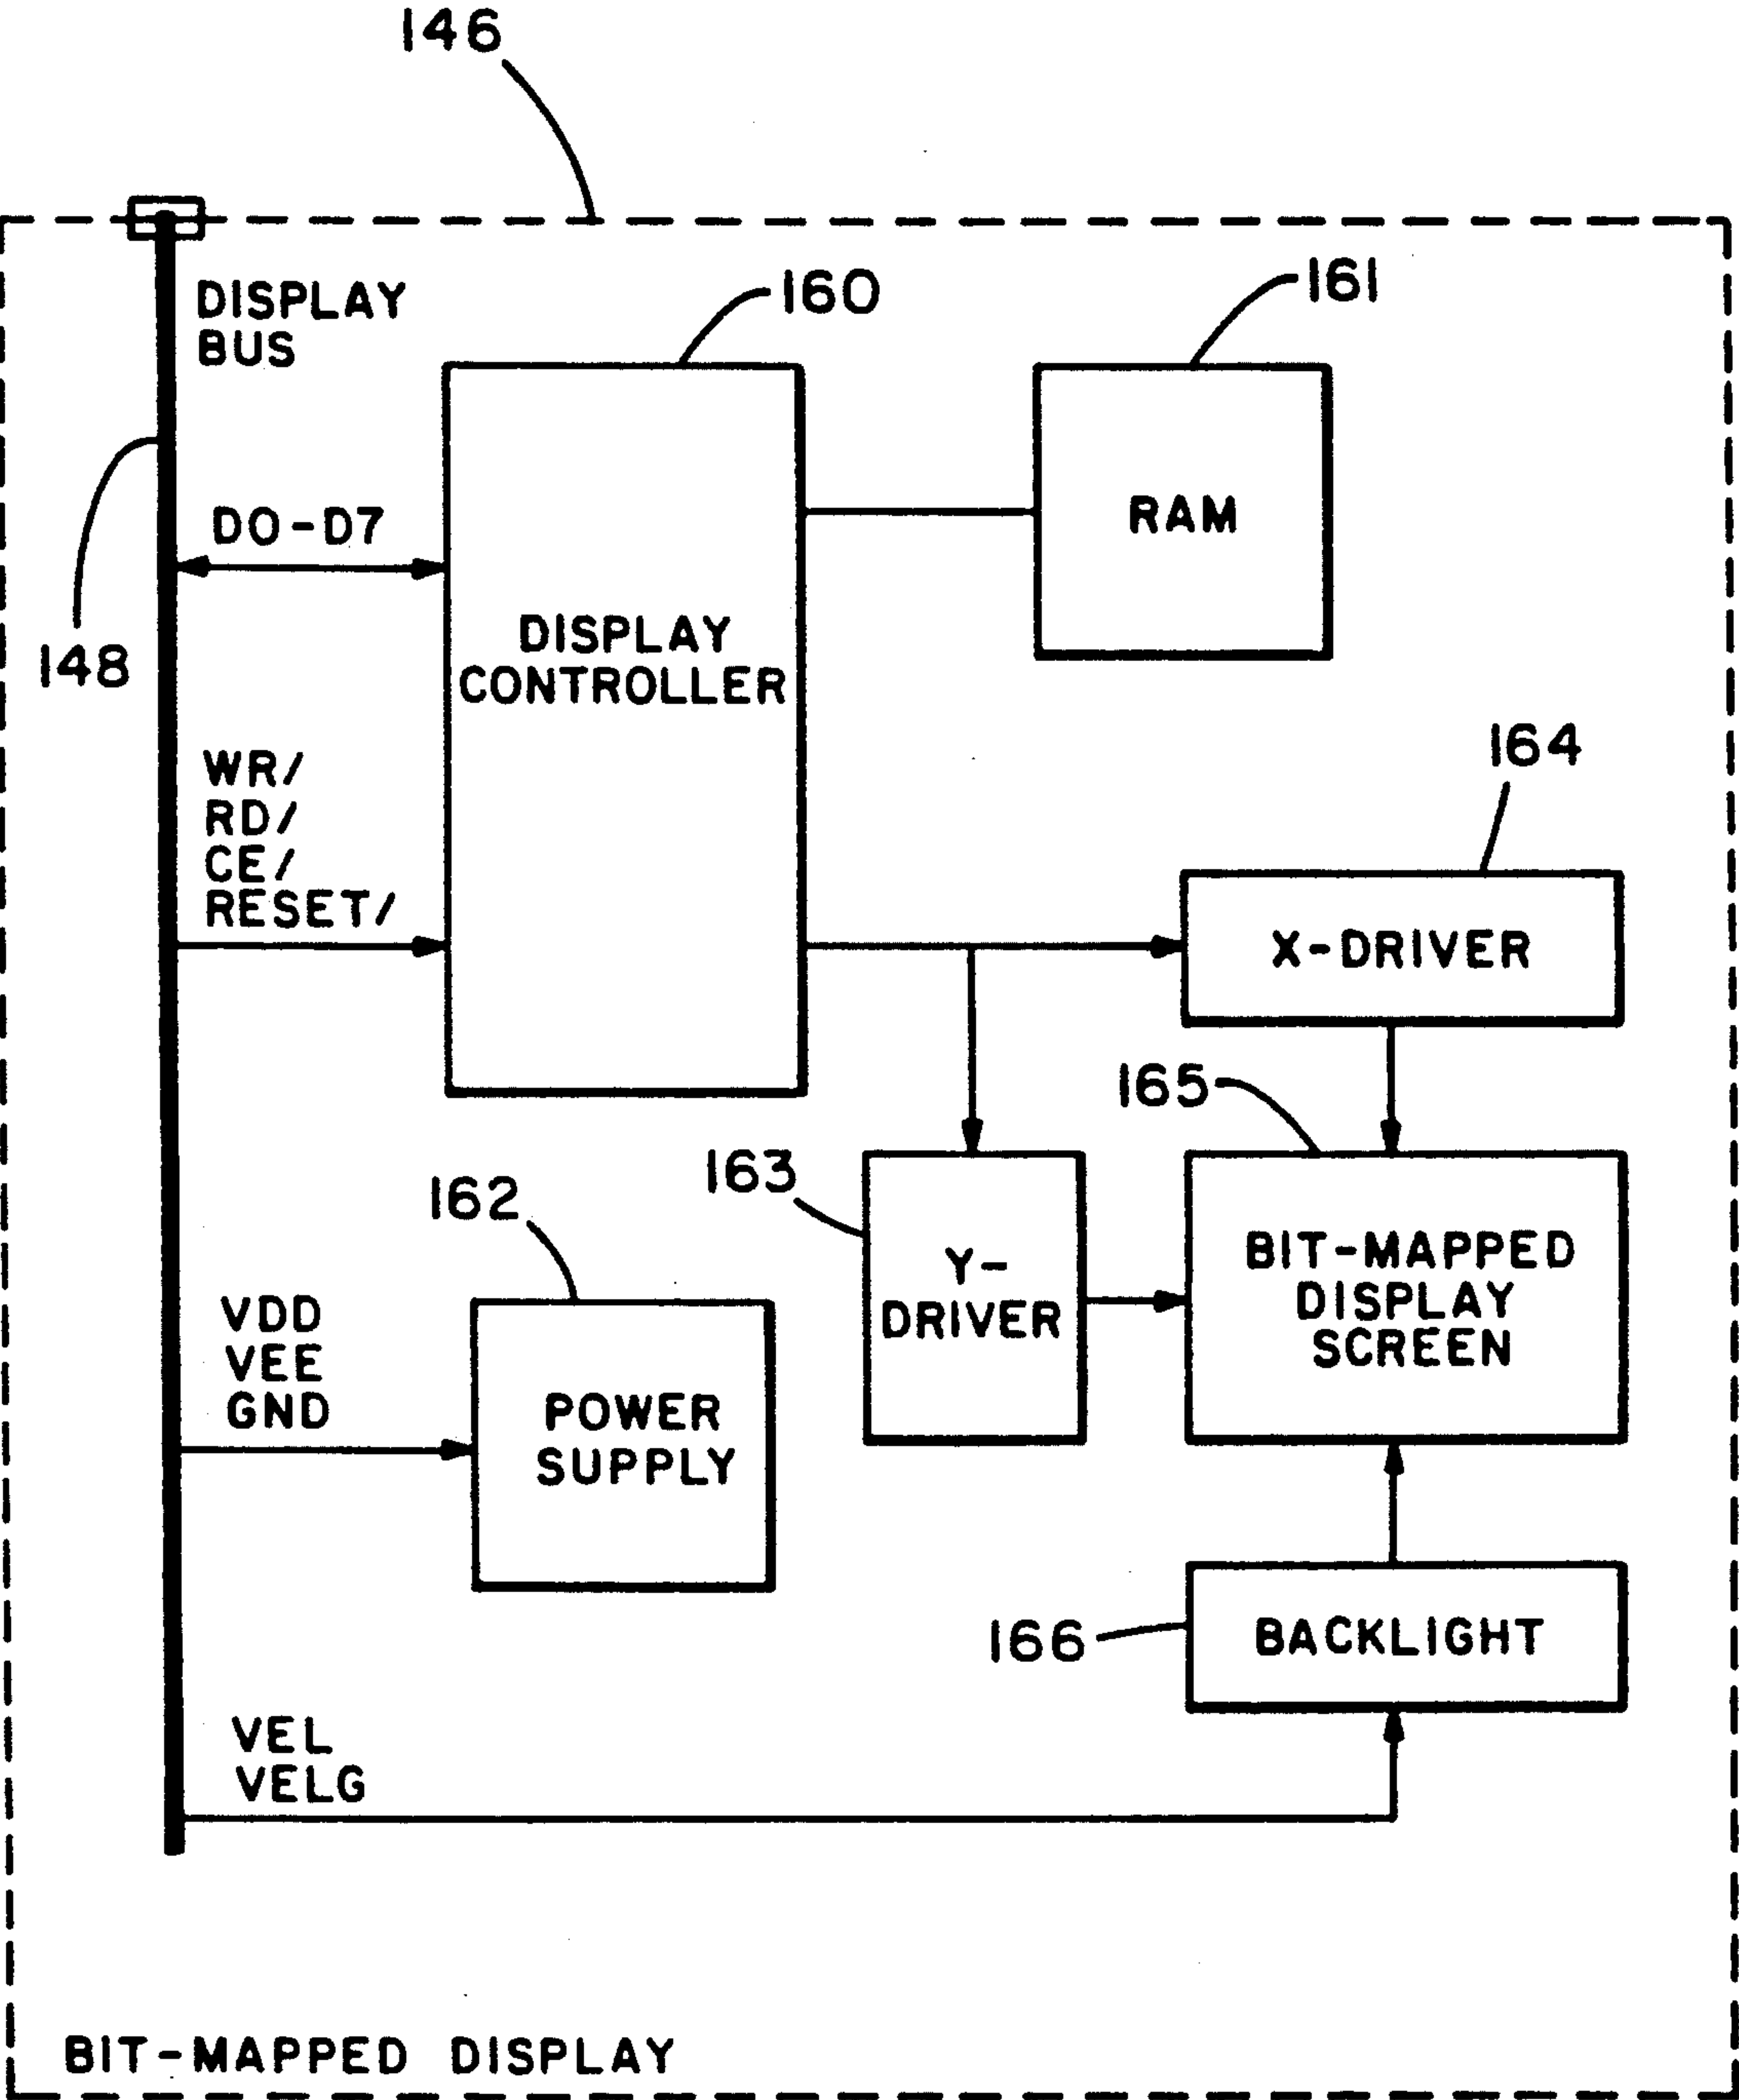 146
DISPLAY
BUS
160
161
DO-D7
RAM
DISPLAY
CONTROLLER
148
WR/
RD/
CE/
RESET/
164
X-DRIVER
165
163
162
Y-
DRIVER
BIT-MAPPED
DISPLAY
SCREEN
VDD
VEE
GND
POWER
SUPPLY
166
BACKLIGHT
VEL
VELG
BIT-MAPPED DISPLAY